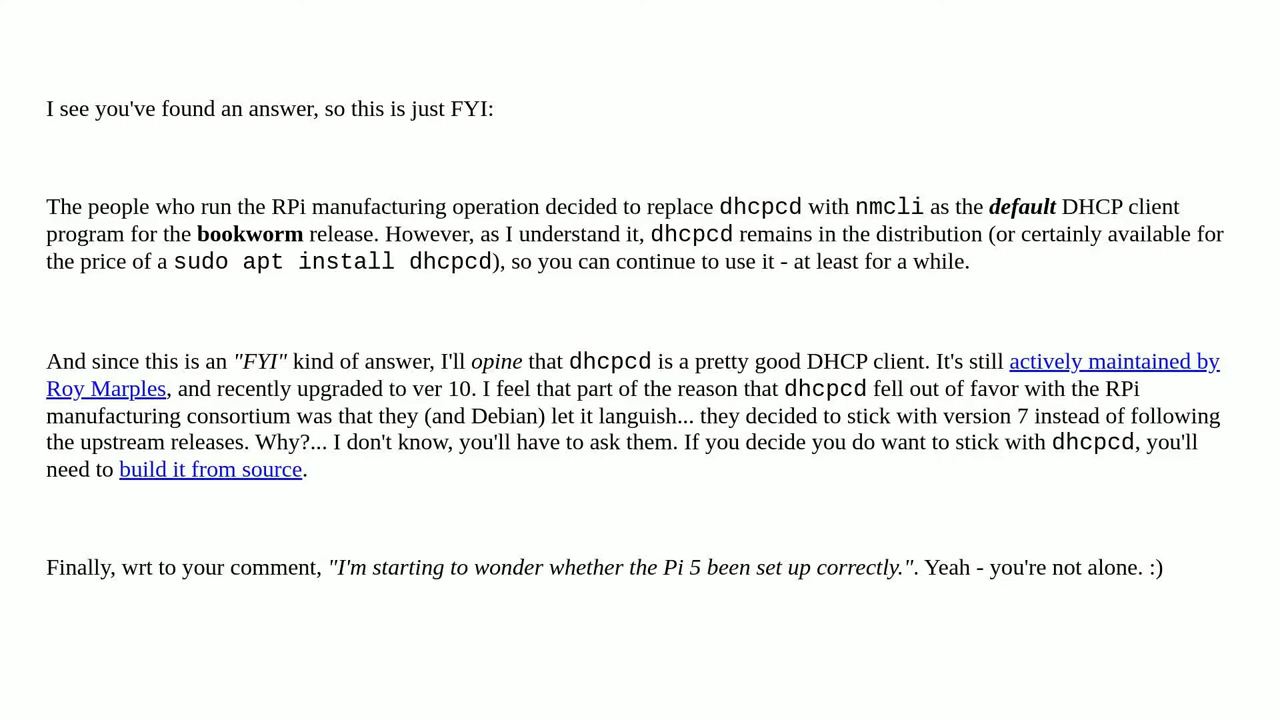 I see you've found an answer, so this is just FYI:
The people who run the RPi manufacturing operation decided to replace dhcpcd with nmcli as the default DHCP client
program for the bookworm release. However, as I understand it, dhcpcd remains in the distribution (or certainly available for
the price of a sudo apt install dhcpcd), so you can continue to use it - at least for a while.
And since this is an "FYI" kind of answer, I'll opine that dhcpcd is a pretty good DHCP client. It's still actively maintained by
Roy Marples, and recently upgraded to ver 10. I feel that part of the reason that dhcpcd fell out of favor with the RPi
manufacturing consortium was that they (and Debian) let it languish... they decided to stick with version 7 instead of following
the upstream releases. Why?... I don't know, you'll have to ask them. If you decide you do want to stick with dhcpcd, you'll
need to build it from source.
Finally, wrt to your comment, "I'm starting to wonder whether the Pi 5 been set up correctly.". Yeah - you're not alone. :)